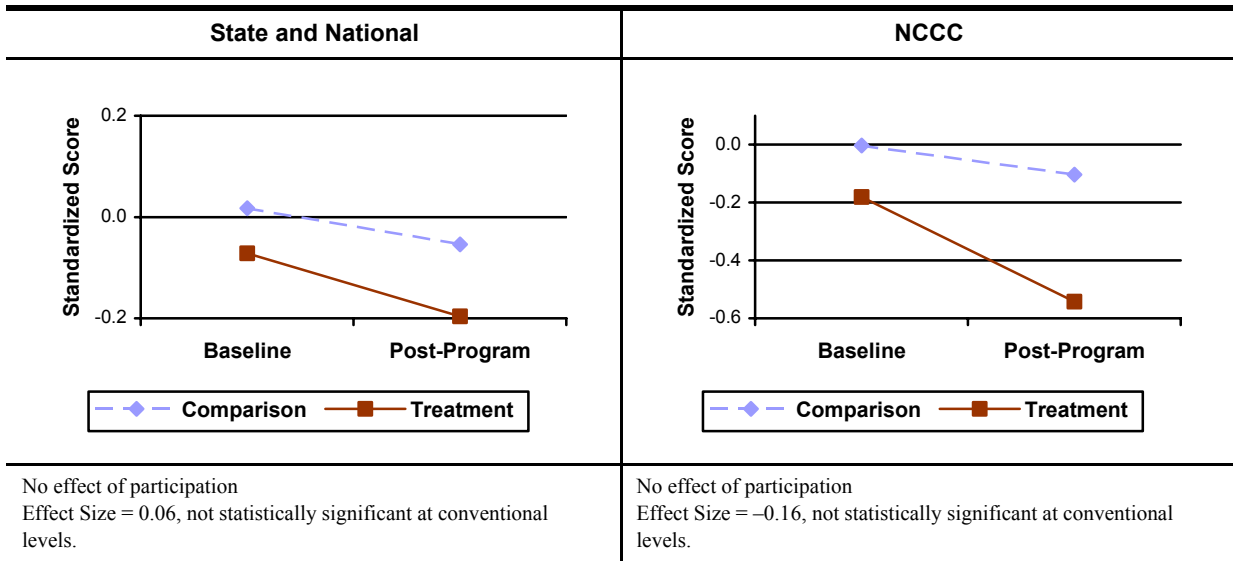 State and National
NCCC
Standardized Score
0.2
0.0
-0.2
Baseline Post-Program
Comparison Treatment
Standardized Score
0.0
-0.2
-0.4
-0.6
Baseline Post-Program
Comparison Treatment
No effect of participation
Effect Size = 0.06, not statistically significant at conventional
levels.
No effect of participation
Effect Size = –0.16, not statistically significant at conventional
levels.